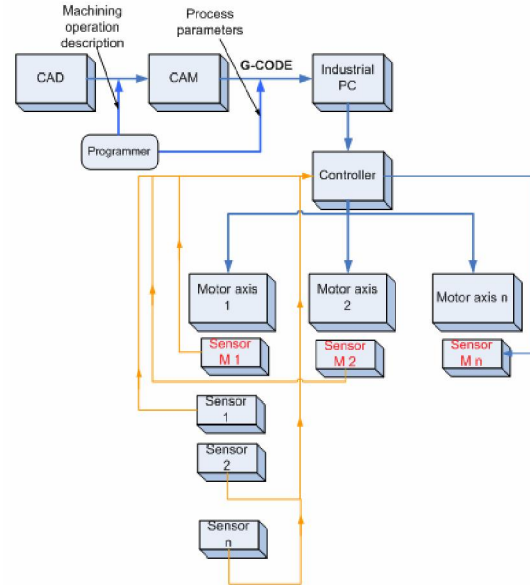 Machining operation
description
Process
parameters
CAD
CAM
G-CODE
Industrial
PC
Programmer
Controller
Motor axis
1
Motor axis
2
Motor axis n
Sensor
M 1
Sensor
M 2
Sensor
M n
Sensor
1
Sensor
2
Sensor
n